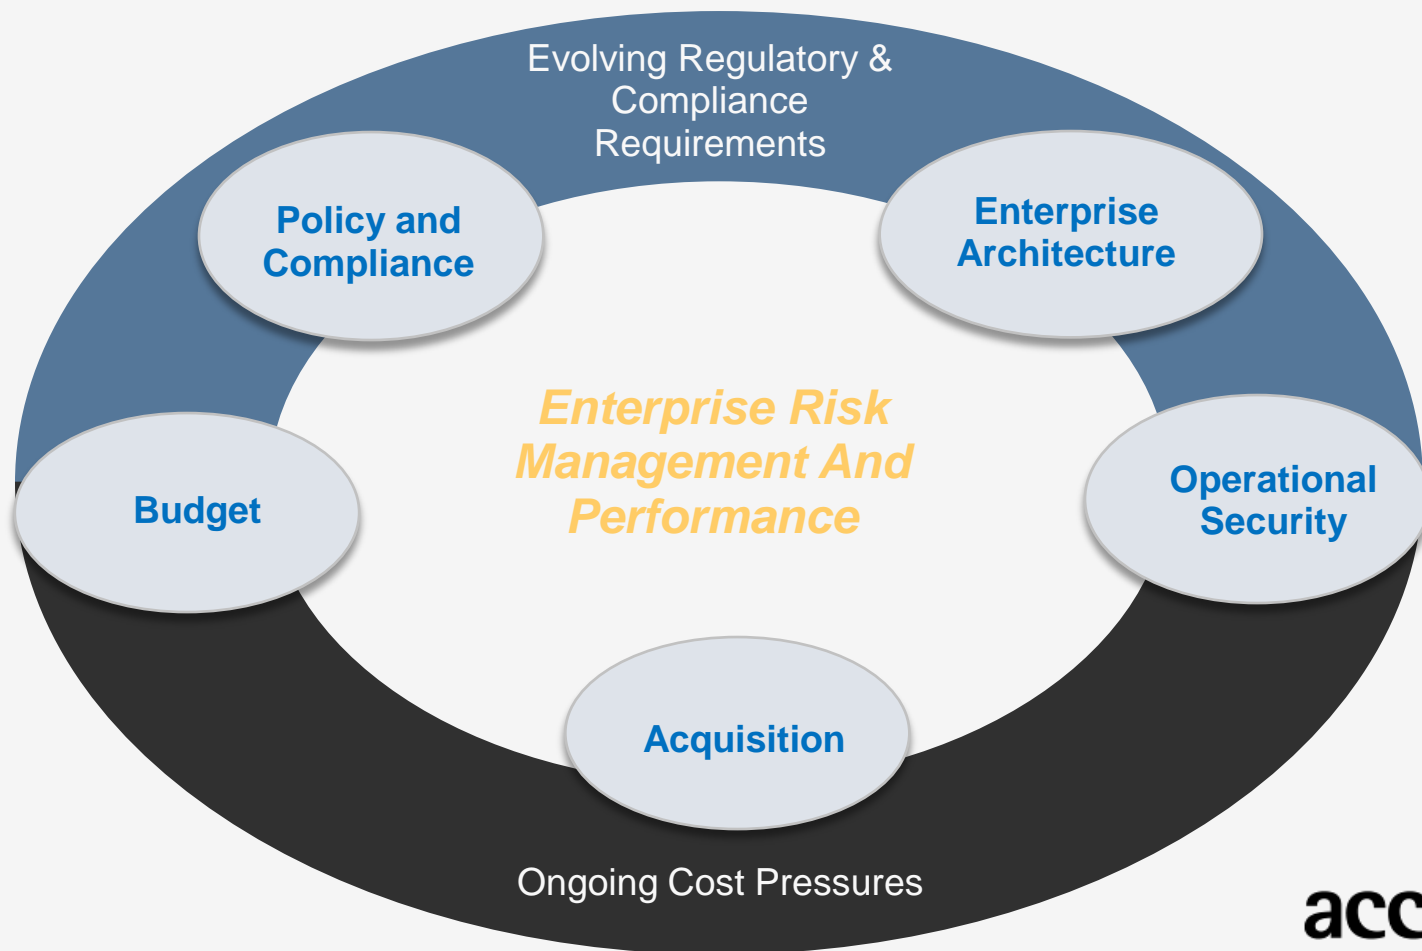 Evolving Regulatory &
Compliance
Requirements
Policy and
Compliance
Enterprise
Architecture
Enterprise Risk
Management And
Performance
Budget
Operational
Security
Acquisition
Ongoing Cost Pressures
acc